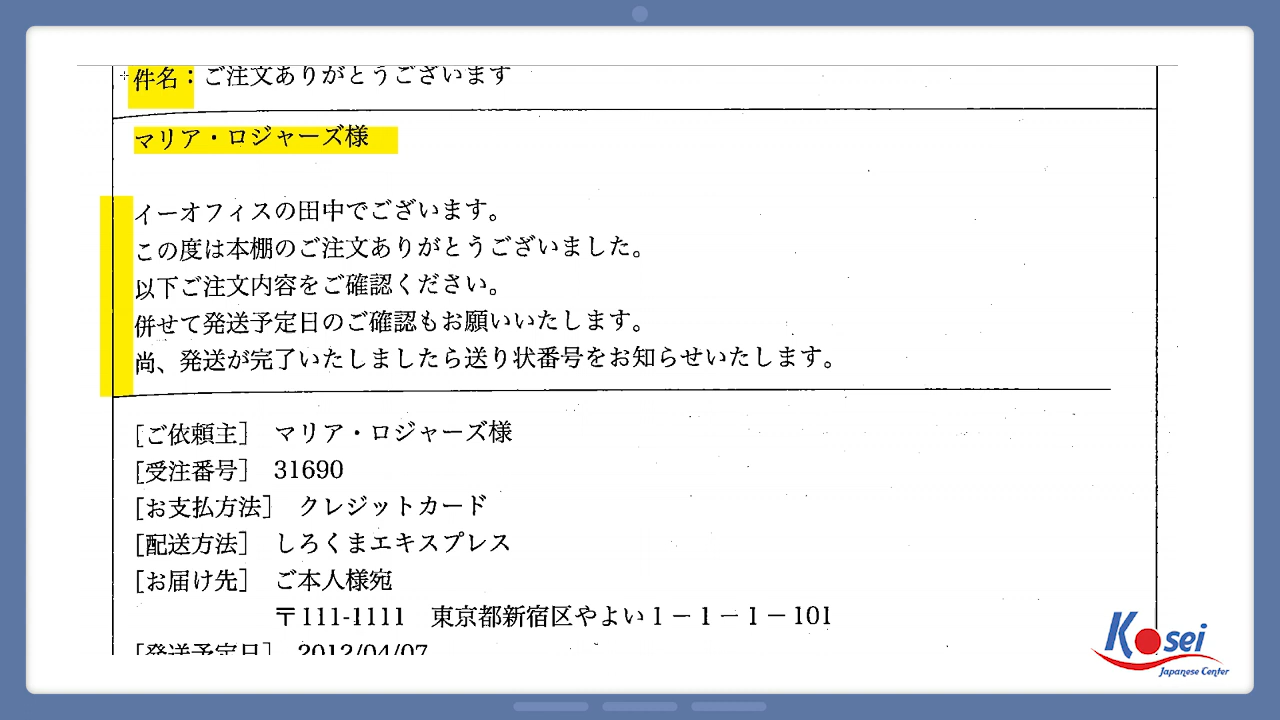 件名：ご注文ありがとうございます
マリア・ロジャーズ様
イーオフィスの田中でございます。
この度は本棚のご注文ありがとうございました。
以下ご注文内容をご確認ください。
併せて発送予定日のご確認もお願いいたします。
尚、発送が完了いたしましたら送り状番号をお知らせいたします。
［ご依頼主］　マリア・ロジャーズ様
［受注番号］　31690
［お支払方法］　クレジットカード
［配送方法］　しろくまエキスプレス
［お届け先］　ご本人様宛
〒111-1111　東京都新宿区やよい１－１－１－101
［発送予定日］　2012/04/07
Kosei
Japanese Center